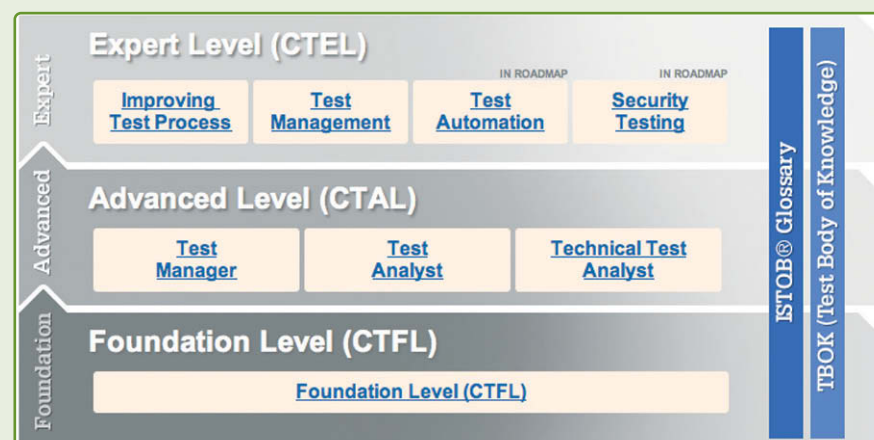 Expert Level (CTEL)
IN ROADMAP
IN ROADMAP
Improving
Test Process
Test
Management
Test
Automation
Security
Testing
Expert
Advanced Level (CTAL)
Test
Manager
Test
Analyst
Technical Test
Analyst
Advanced
Foundation Level (CTFL)
Foundation Level (CTFL)
Foundation
ISTQB® Glossary
TBOK (Test Body of Knowledge)